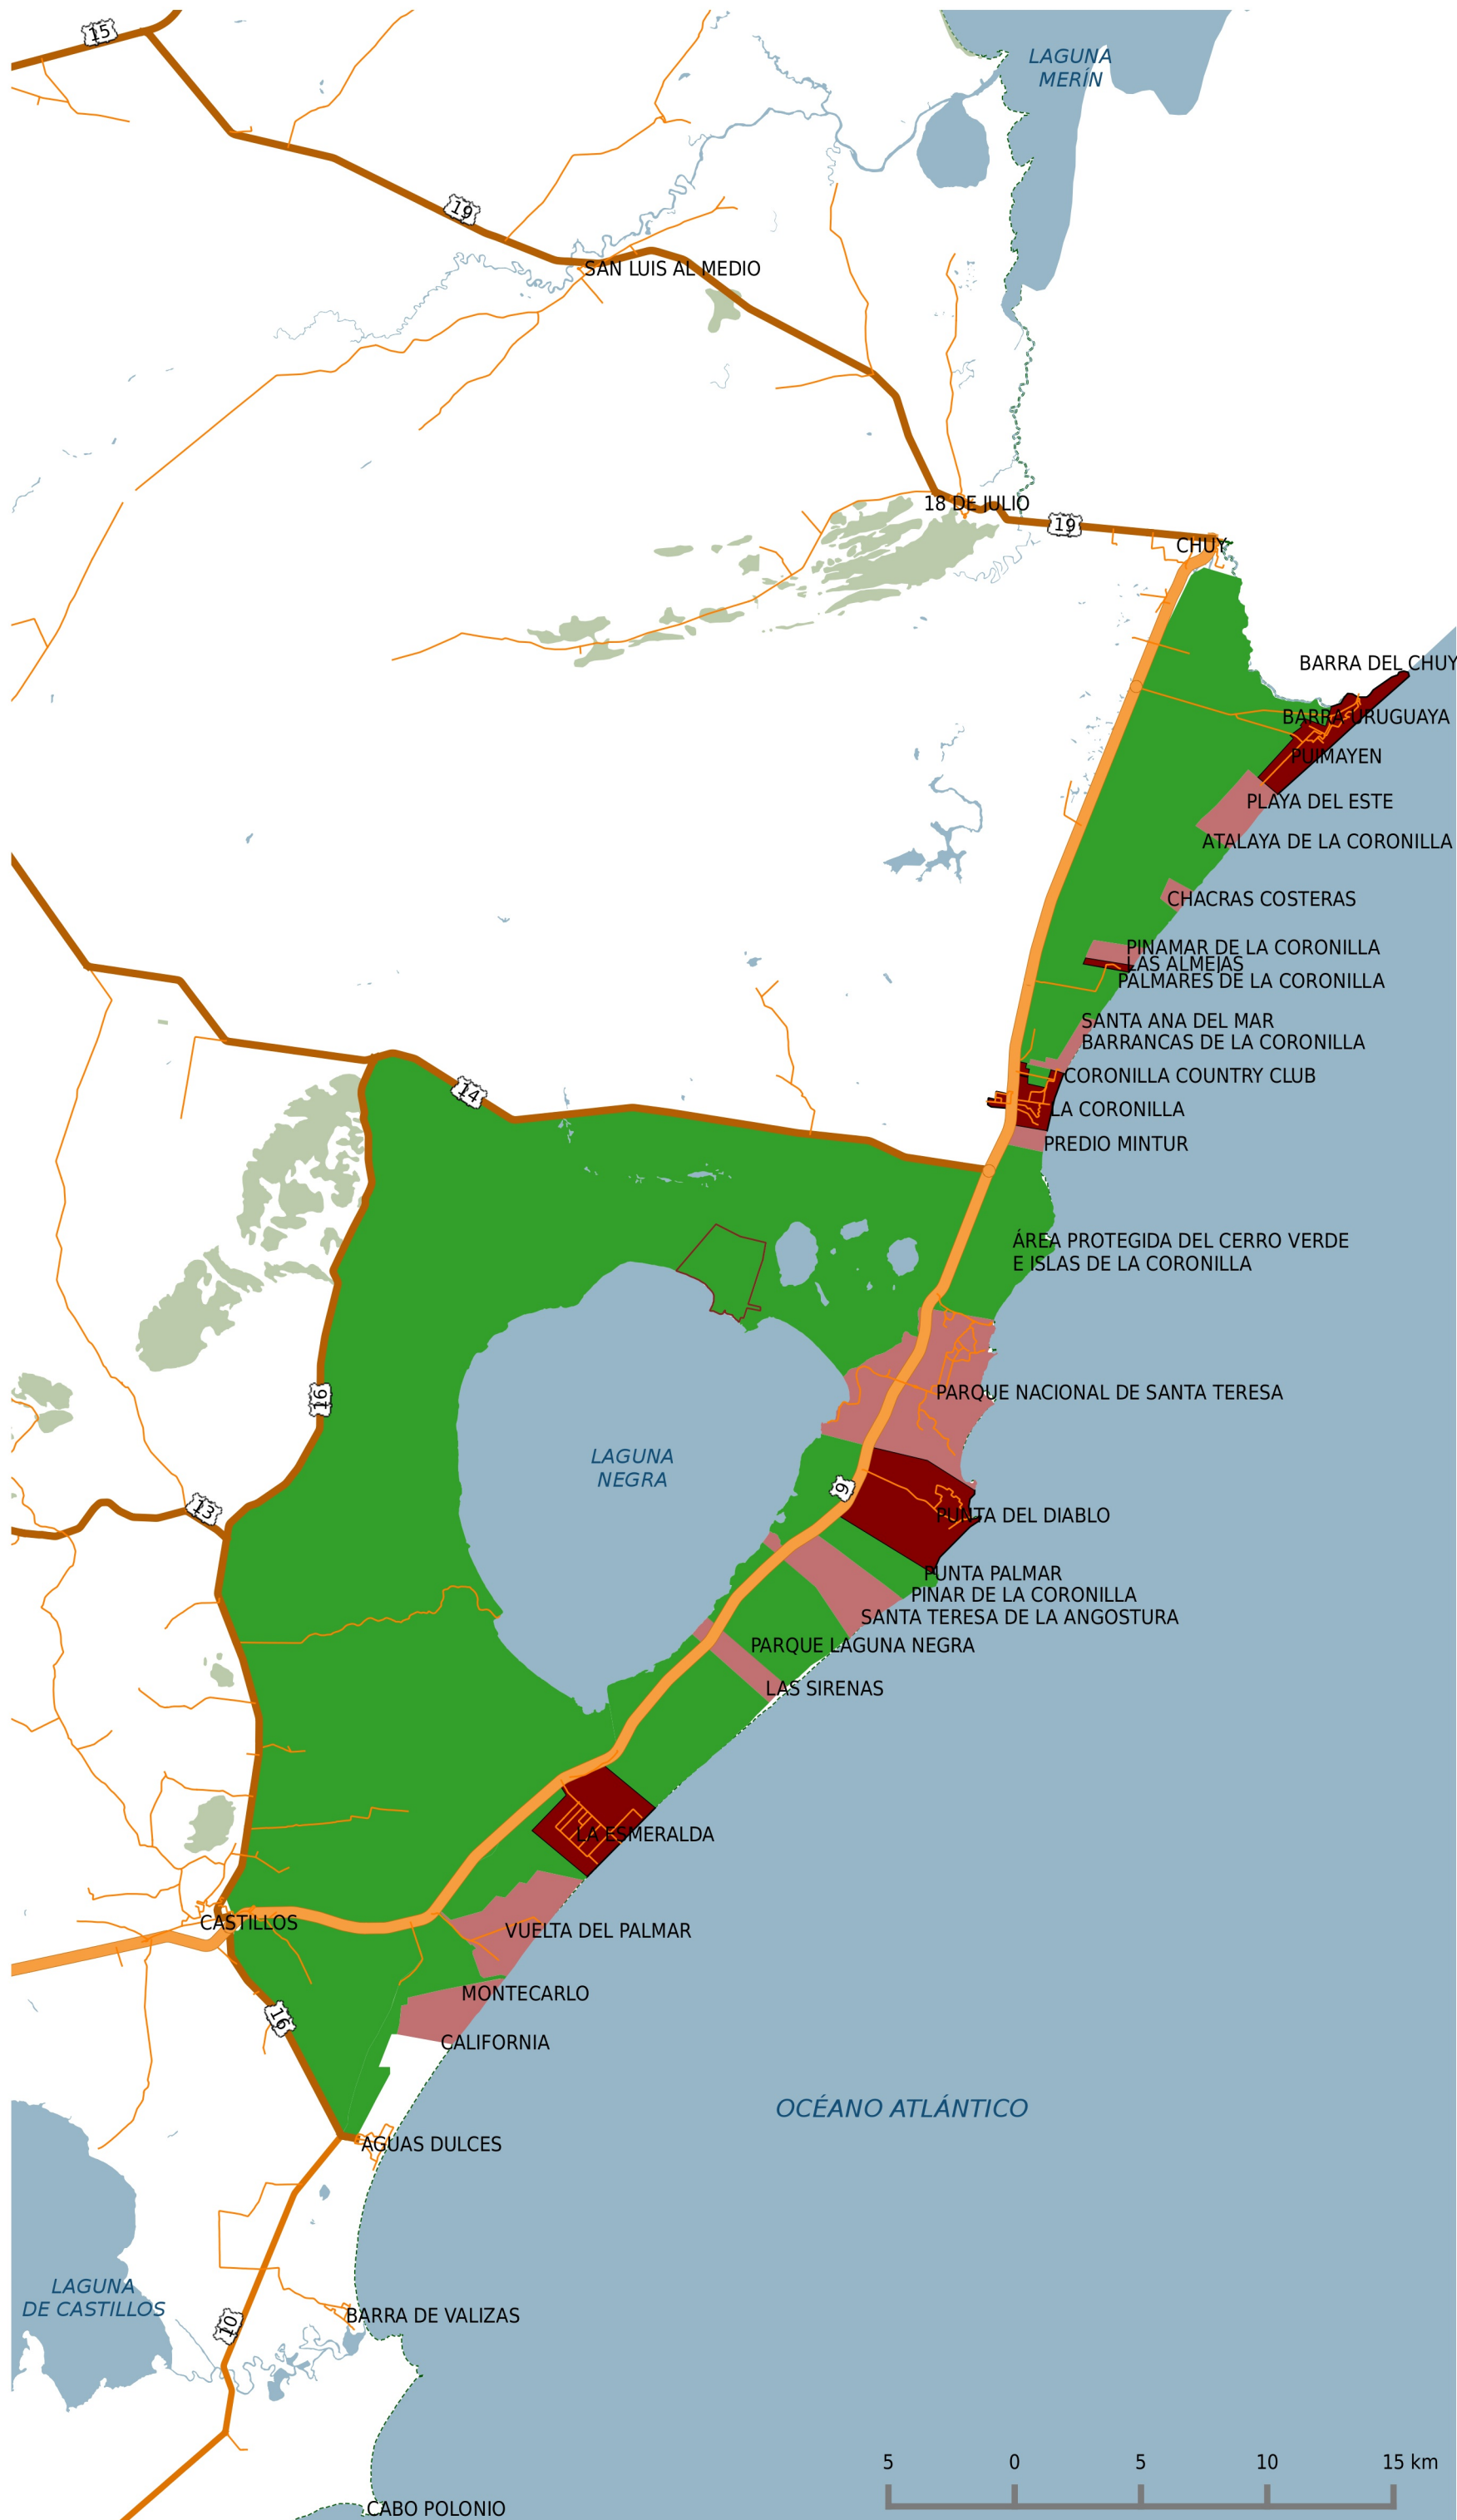 15
LAGUNA
MERÍN
19
SAN LUIS AL MEDIO
18 DE JULIO
19
CHUY
BARRA DEL CHUY
BARRA URUGUAYA
PUIMAYEN
PLAYA DEL ESTE
ATALAYA DE LA CORONILLA
CHACRAS COSTERAS
PINAMAR DE LA CORONILLA
LAS ALMEJAS
PALMARES DE LA CORONILLA
SANTA ANA DEL MAR
BARRANCAS DE LA CORONILLA
CORONILLA COUNTRY CLUB
14
LA CORONILLA
PREDIO MINTUR
ÁREA PROTEGIDA DEL CERRO VERDE
E ISLAS DE LA CORONILLA
16
PARQUE NACIONAL DE SANTA TERESA
LAGUNA
NEGRA
9
13
PUNTA DEL DIABLO
PUNTA PALMAR
PINAR DE LA CORONILLA
SANTA TERESA DE LA ANGOSTURA
PARQUE LAGUNA NEGRA
LAS SIRENAS
LA ESMERALDA
CASTILLOS
VUELTA DEL PALMAR
MONTECARLO
16
CALIFORNIA
OCÉANO ATLÁNTICO
AGUAS DULCES
LAGUNA
DE CASTILLOS
10
BARRA DE VALIZAS
5 0 5 10 15 km
CABO POLONIO